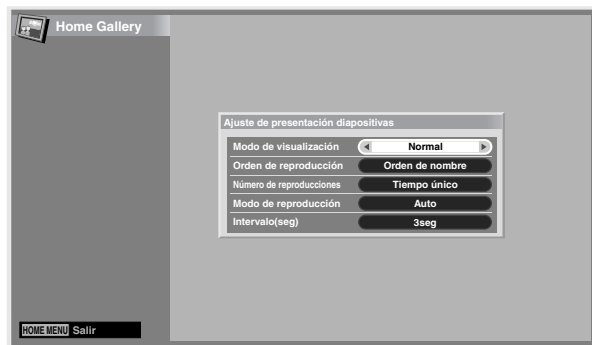 Home Gallery
Ajuste de presentación diapositivas
Modo de visualización Normal
Orden de reproducción Orden de nombre
Número de reproducciones Tiempo único
Modo de reproducción Auto
Intervalo(seg) 3seg
HOME MENU Salir